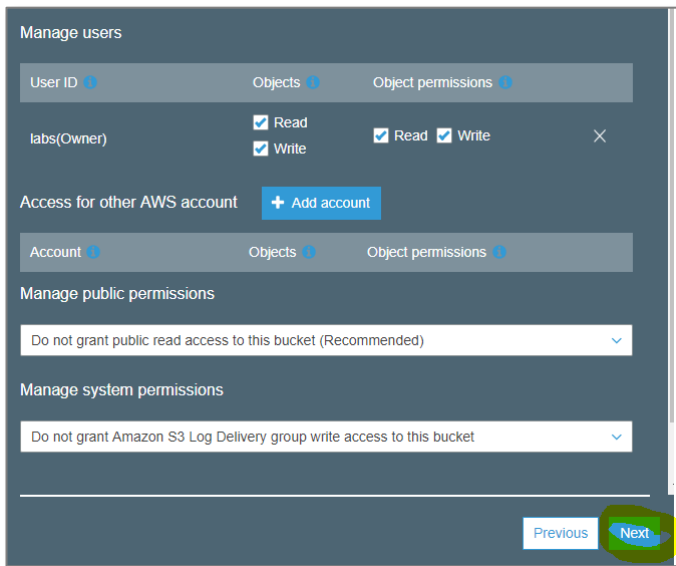 Manage users
User ID Objects Object permissions
labs(Owner) Read Read Write
Write
Access for other AWS account + Add account
Account Objects Object permissions
Manage public permissions
Do not grant public read access to this bucket (Recommended)
Manage system permissions
Do not grant Amazon S3 Log Delivery group write access to this bucket
Previous Next